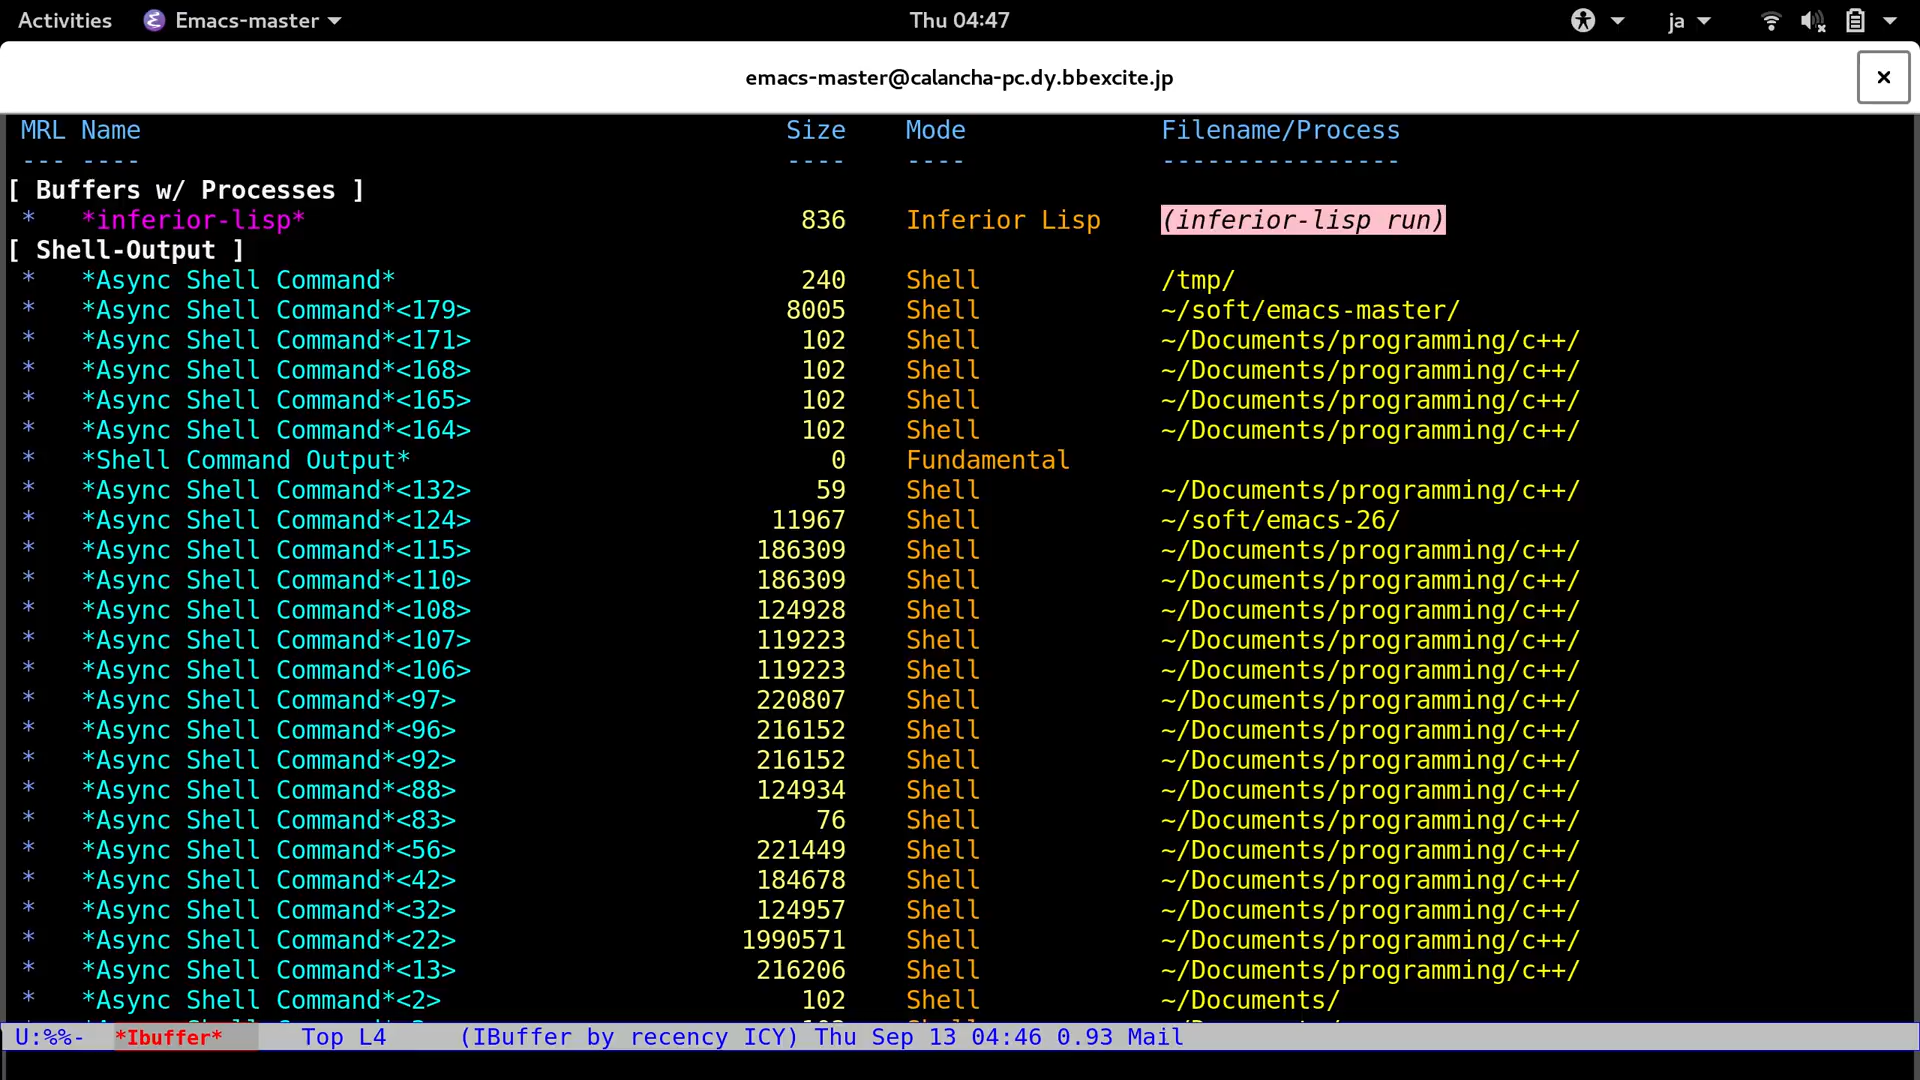 Activities Emacs-master Thu 04:47 ja
emacs-master@calancha-pc.dy.bbexcite.jp
MRL Name Size Mode Filename/Process
--- ---- ---- ---- ----------------
[ Buffers w/ Processes ]
* *inferior-lisp* 836 Inferior Lisp (inferior-lisp run)
[ Shell-Output ]
* *Async Shell Command* 240 Shell /tmp/
* *Async Shell Command*<179> 8005 Shell ~/soft/emacs-master/
* *Async Shell Command*<171> 102 Shell ~/Documents/programming/c++/
* *Async Shell Command*<168> 102 Shell ~/Documents/programming/c++/
* *Async Shell Command*<165> 102 Shell ~/Documents/programming/c++/
* *Async Shell Command*<164> 102 Shell ~/Documents/programming/c++/
* *Shell Command Output* 0 Fundamental
* *Async Shell Command*<132> 59 Shell ~/Documents/programming/c++/
* *Async Shell Command*<124> 11967 Shell ~/soft/emacs-26/
* *Async Shell Command*<115> 186309 Shell ~/Documents/programming/c++/
* *Async Shell Command*<110> 186309 Shell ~/Documents/programming/c++/
* *Async Shell Command*<108> 124928 Shell ~/Documents/programming/c++/
* *Async Shell Command*<107> 119223 Shell ~/Documents/programming/c++/
* *Async Shell Command*<106> 119223 Shell ~/Documents/programming/c++/
* *Async Shell Command*<97> 220807 Shell ~/Documents/programming/c++/
* *Async Shell Command*<96> 216152 Shell ~/Documents/programming/c++/
* *Async Shell Command*<92> 216152 Shell ~/Documents/programming/c++/
* *Async Shell Command*<88> 124934 Shell ~/Documents/programming/c++/
* *Async Shell Command*<83> 76 Shell ~/Documents/programming/c++/
* *Async Shell Command*<56> 221449 Shell ~/Documents/programming/c++/
* *Async Shell Command*<42> 184678 Shell ~/Documents/programming/c++/
* *Async Shell Command*<32> 124957 Shell ~/Documents/programming/c++/
* *Async Shell Command*<22> 1990571 Shell ~/Documents/programming/c++/
* *Async Shell Command*<13> 216206 Shell ~/Documents/programming/c++/
* *Async Shell Command*<2> 102 Shell ~/Documents/
U:%%- *Ibuffer* Top L4 (IBuffer by recency ICY) Thu Sep 13 04:46 0.93 Mail